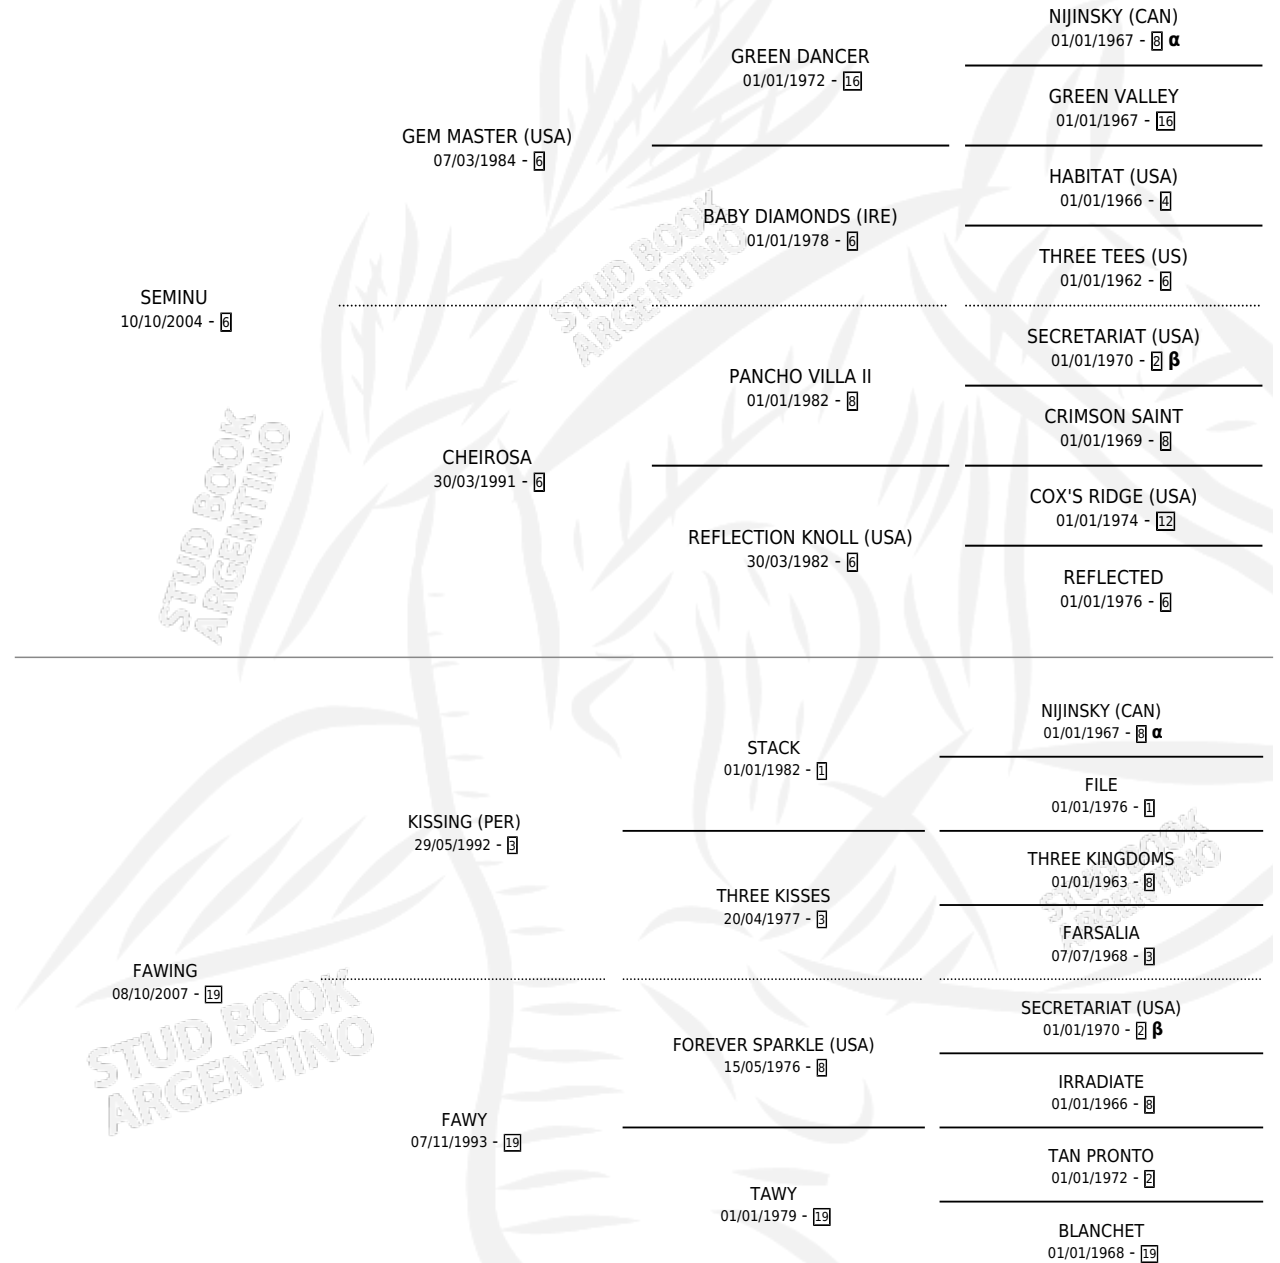 NIJINSKY (CAN)
01/01/1967 - 8 α
GREEN DANCER
01/01/1972 - 16
GREEN VALLEY
01/01/1967 - 16
GEM MASTER (USA)
07/03/1984 - 6
HABITAT (USA)
01/01/1966 - 4
BABY DIAMONDS (IRE)
01/01/1978 - 6
THREE TEES (US)
01/01/1962 - 6
SEMINU
10/10/2004 - 6
SECRETARIAT (USA)
01/01/1970 - 2 β
PANCHO VILLA II
01/01/1982 - 8
CRIMSON SAINT
01/01/1969 - 8
CHEIROSA
30/03/1991 - 6
COX'S RIDGE (USA)
01/01/1974 - 12
REFLECTION KNOLL (USA)
30/03/1982 - 6
REFLECTED
01/01/1976 - 6
NIJINSKY (CAN)
01/01/1967 - 8 α
STACK
01/01/1982 - 1
FILE
01/01/1976 - 1
KISSING (PER)
29/05/1992 - 3
THREE KINGDOMS
01/01/1963 - 8
THREE KISSES
20/04/1977 - 3
FARSALIA
07/07/1968 - 3
FAWING
08/10/2007 - 19
SECRETARIAT (USA)
01/01/1970 - 2 β
FOREVER SPARKLE (USA)
15/05/1976 - 8
IRRADIATE
01/01/1966 - 8
FAWY
07/11/1993 - 19
TAN PRONTO
01/01/1972 - 2
TAWY
01/01/1979 - 19
BLANCHET
01/01/1968 - 19
STUD BOOK
ARGENTINO
STUD BOOK
ARGENTINO
STUD BOOK
ARGENTINO
STUD BOOK
ARGENTINO